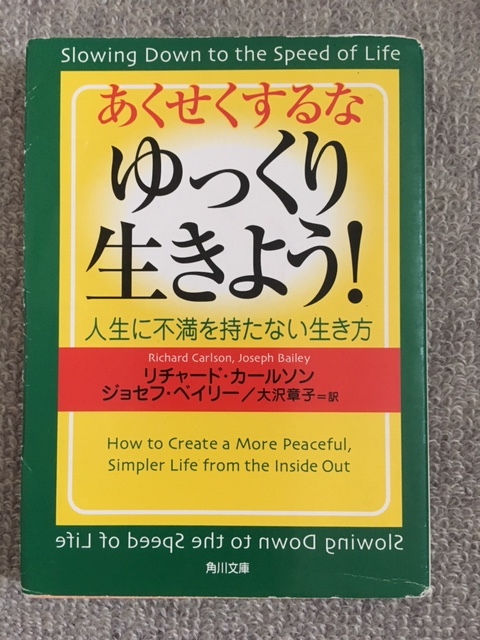 Slowing Down to the Speed of Life
あくせくするな
ゆっくり
生きよう!
人生に不満を持たない生き方
Richard Carlson, Joseph Bailey
リチャード・カールソン
ジョセフ・ベイリー/大沢章子=訳
How to Create a More Peaceful,
Simpler Life from the Inside Out
Slowing Down to the Speed of Life
角川文庫